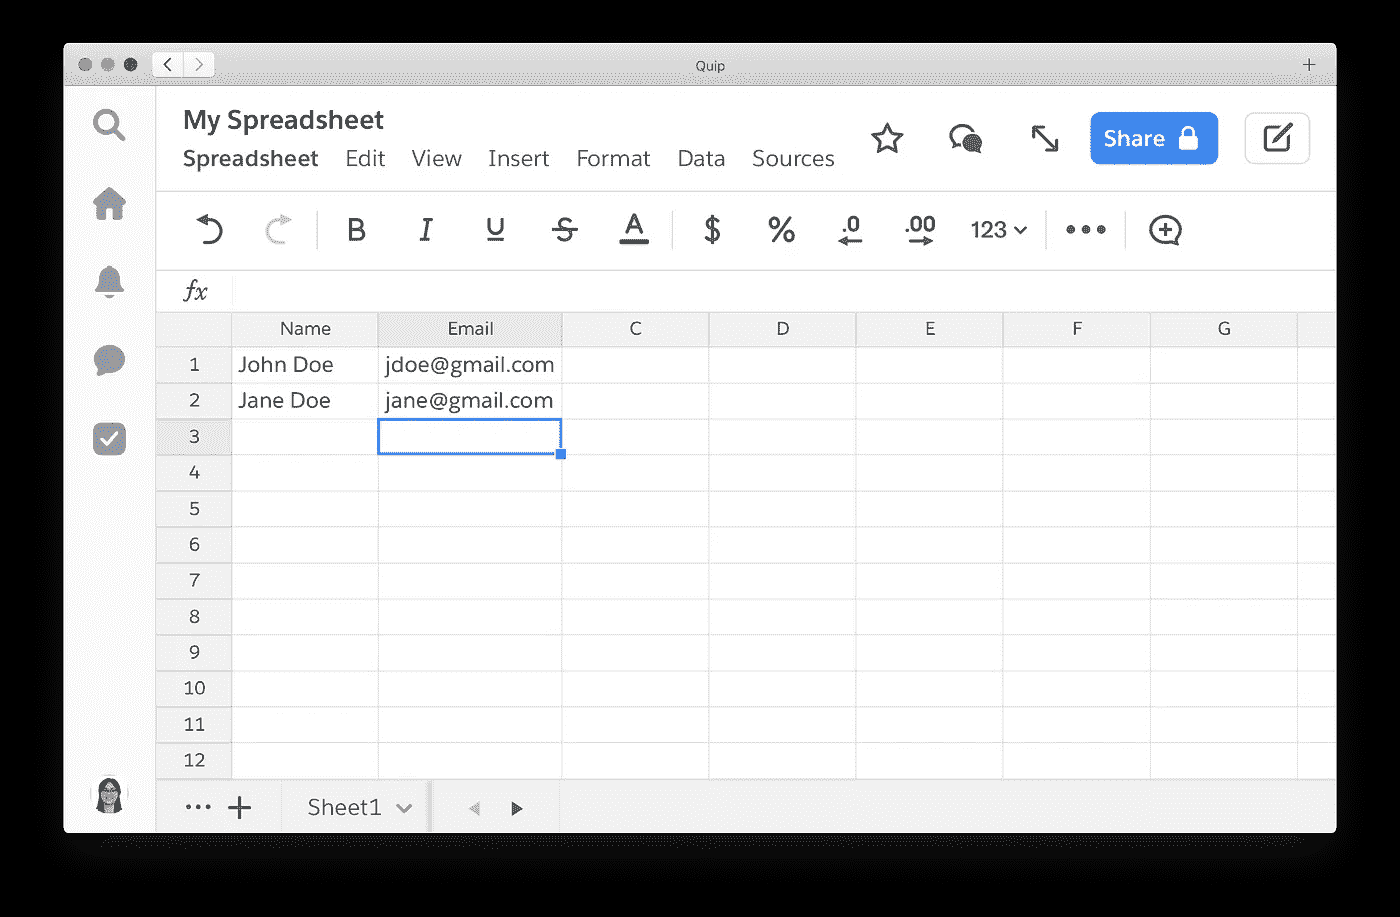 Quip
My Spreadsheet
Spreadsheet Edit View Insert Format Data Sources
Share
B I U S A $ % .0 .00 123
fx
Name Email C D E F G
1 John Doe jdoe@gmail.com
2 Jane Doe jane@gmail.com
3
4
5
6
7
8
9
10
11
12
Sheet1